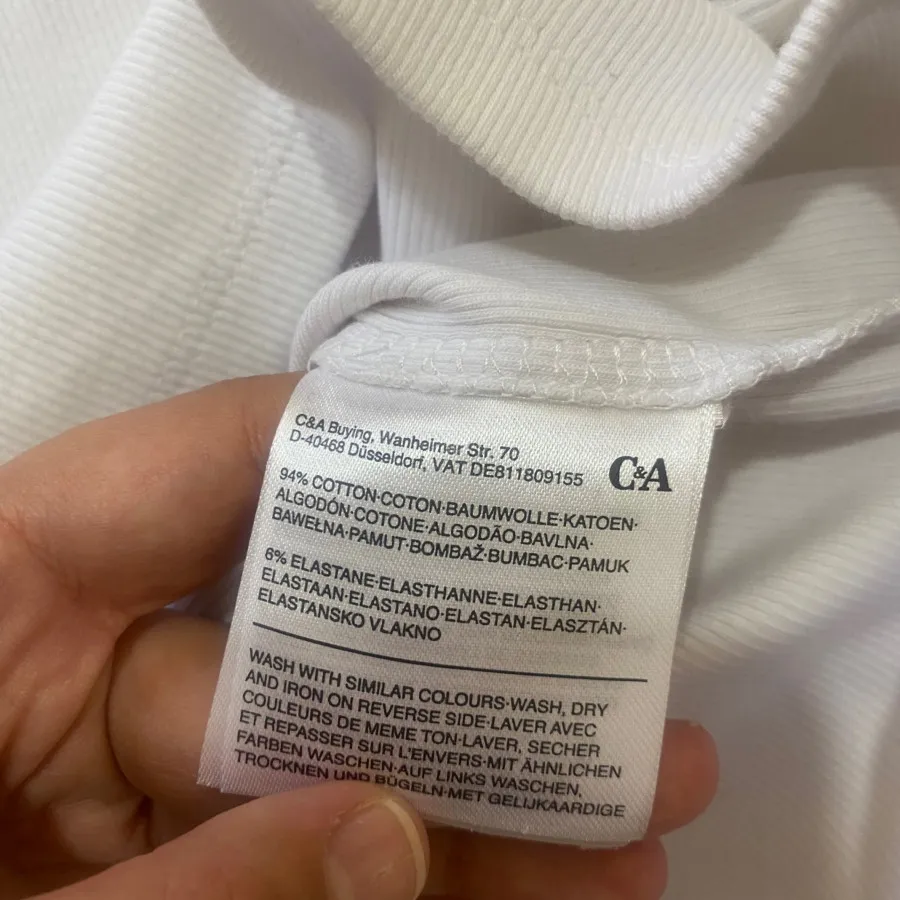 C&A Buying, Wanheimer Str. 70
D-40468 Düsseldorf, VAT DE811809155
C&A
94% COTTON·COTON·BAUMWOLLE·KATOEN·
ALGODÓN·COTONE·ALGODÃO·BAVLNA·
BAWEŁNA·PAMUT·BOMBAŽ·BUMBAC·PAMUK
6% ELASTANE·ELASTHANNE·ELASTHAN·
ELASTAAN·ELASTANO·ELASTAN·ELASZTÁN·
ELASTANSKO VLAKNO
WASH WITH SIMILAR COLOURS·WASH, DRY
AND IRON ON REVERSE SIDE·LAVER AVEC
COULEURS DE MEME TON·LAVER, SECHER
ET REPASSER SUR L'ENVERS·MIT ÄHNLICHEN
FARBEN WASCHEN·AUF LINKS WASCHEN,
TROCKNEN UND BÜGELN·MET GELIJKAARDIGE